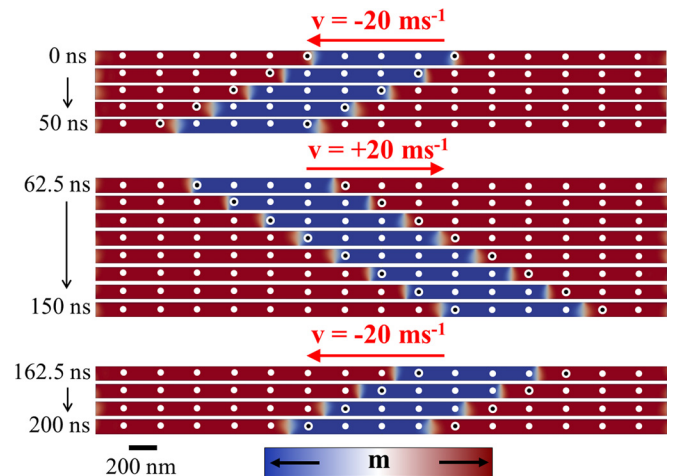 v = -20 ms⁻¹
0 ns
50 ns
v = +20 ms⁻¹
62.5 ns
150 ns
v = -20 ms⁻¹
162.5 ns
200 ns
200 nm
m